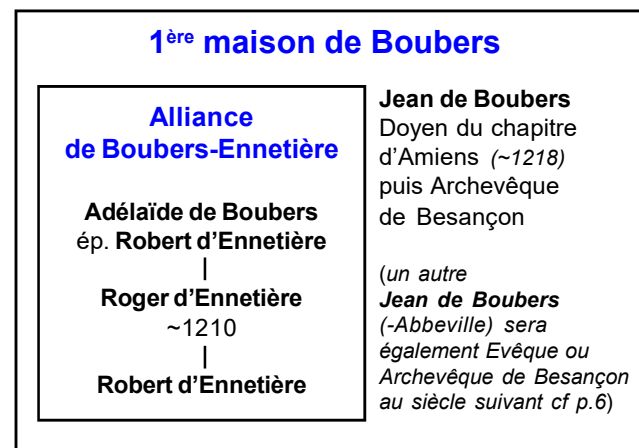 1ère maison de Boubers
Alliance
de Boubers-Ennetière
Adélaïde de Boubers
ép. Robert d’Ennetière
Roger d’Ennetière
~1210
Robert d’Ennetière
Jean de Boubers
Doyen du chapitre
d’Amiens (~1218)
puis Archevêque
de Besançon
(un autre
Jean de Boubers
(-Abbeville) sera
également Evêque ou
Archevêque de Besançon
au siècle suivant cf p.6)